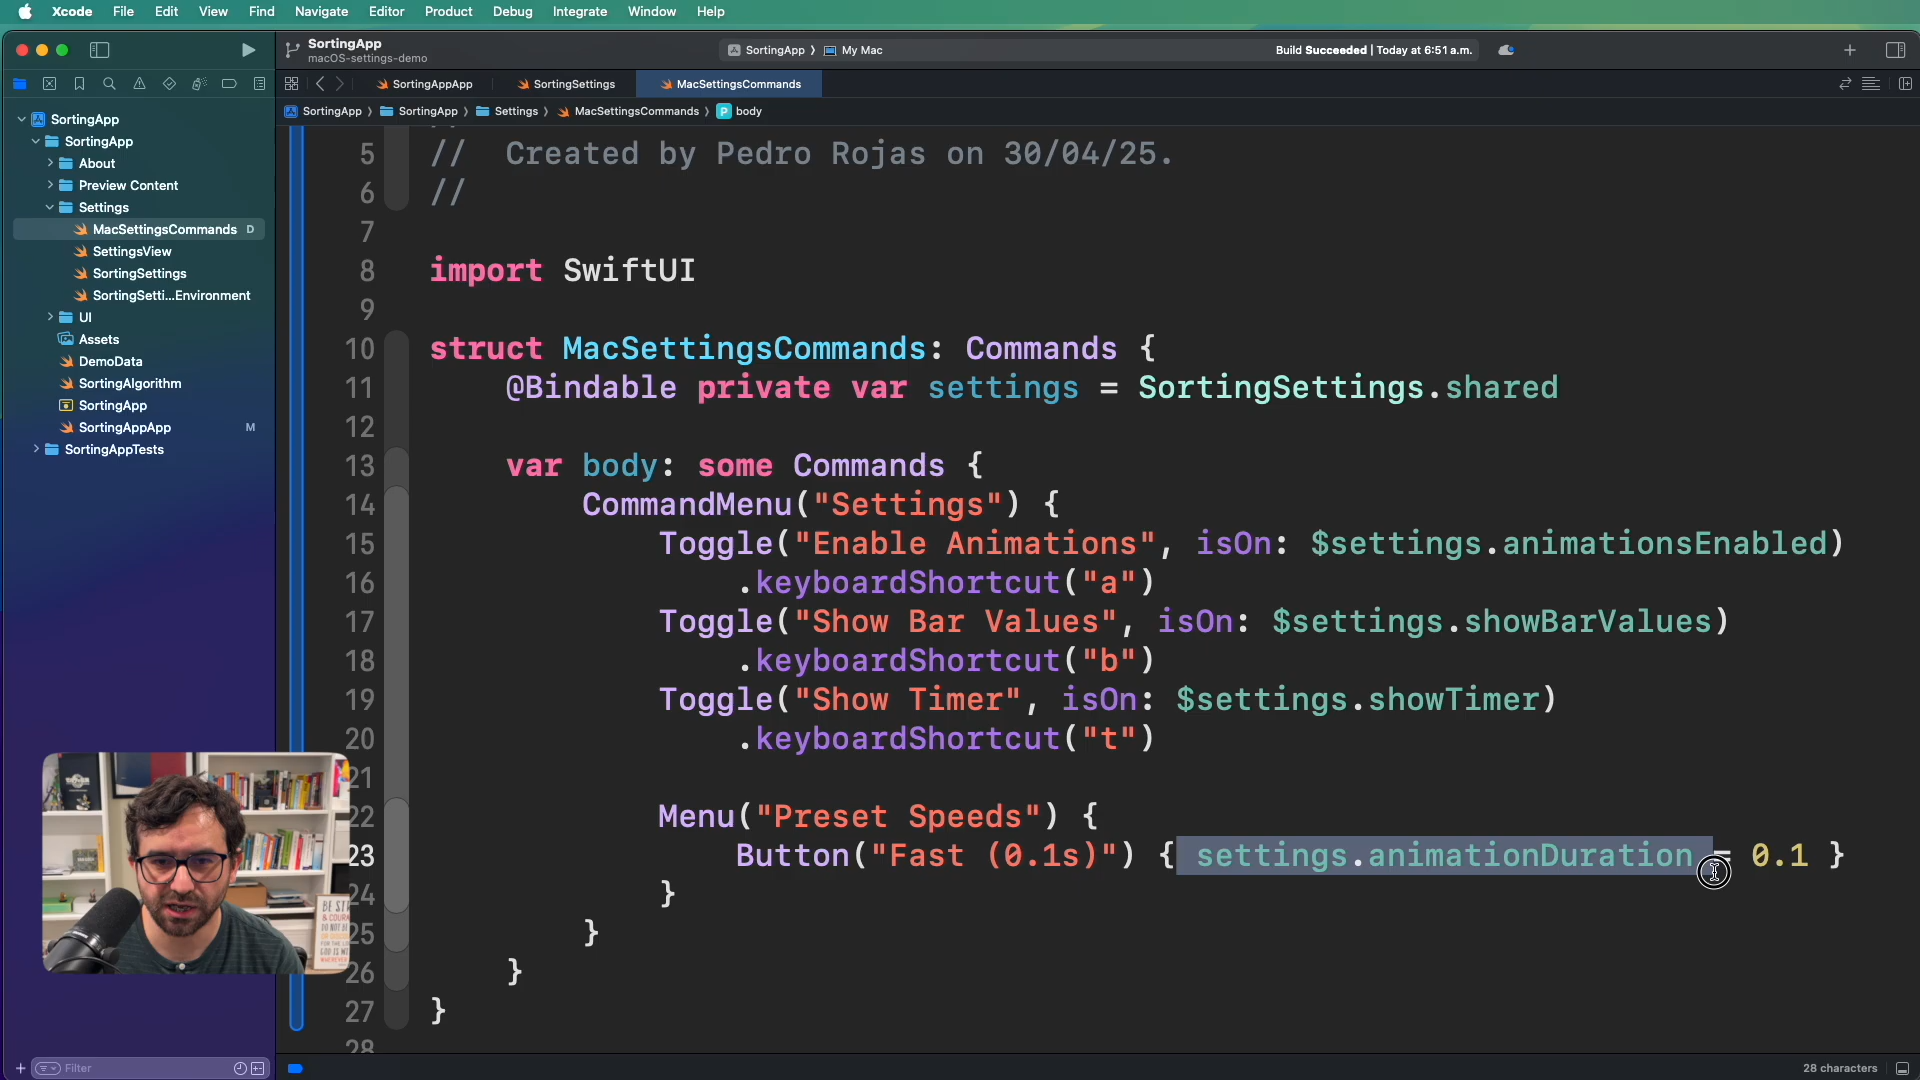 Xcode File Edit View Find Navigate Editor Product Debug Integrate Window Help
SortingApp
macOS-settings-demo
SortingApp ⟩ My Mac
Build Succeeded | Today at 6:51 a.m.
SortingAppApp
SortingSettings
MacSettingsCommands
SortingApp ⟩ SortingApp ⟩ Settings ⟩ MacSettingsCommands ⟩ P body
SortingApp
SortingApp
About
Preview Content
Settings
MacSettingsCommands D
SettingsView
SortingSettings
SortingSetti...Environment
UI
Assets
DemoData
SortingAlgorithm
SortingApp
SortingAppApp M
SortingAppTests
Filter
5 //  Created by Pedro Rojas on 30/04/25.
6 //
7
8 import SwiftUI
9
10 struct MacSettingsCommands: Commands {
11     @Bindable private var settings = SortingSettings.shared
12
13     var body: some Commands {
14         CommandMenu("Settings") {
15             Toggle("Enable Animations", isOn: $settings.animationsEnabled)
16                 .keyboardShortcut("a")
17             Toggle("Show Bar Values", isOn: $settings.showBarValues)
18                 .keyboardShortcut("b")
19             Toggle("Show Timer", isOn: $settings.showTimer)
20                 .keyboardShortcut("t")
21
22             Menu("Preset Speeds") {
23                 Button("Fast (0.1s)") { settings.animationDuration = 0.1 }
24             }
25         }
26     }
27 }
28
28 characters